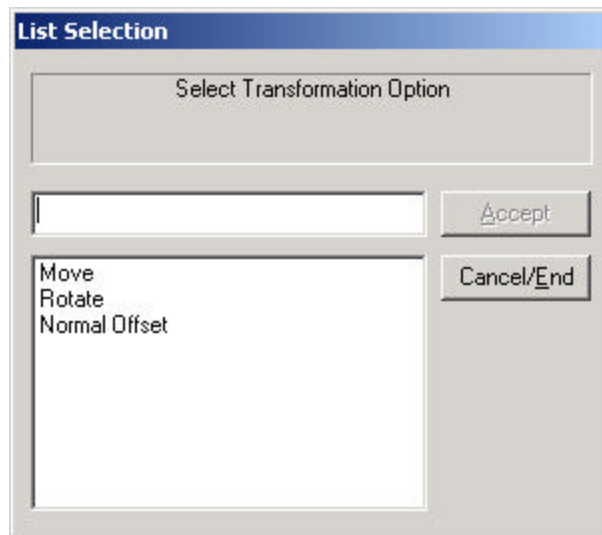 List Selection
Select Transformation Option
Accept
Move
Rotate
Normal Offset
Cancel/End